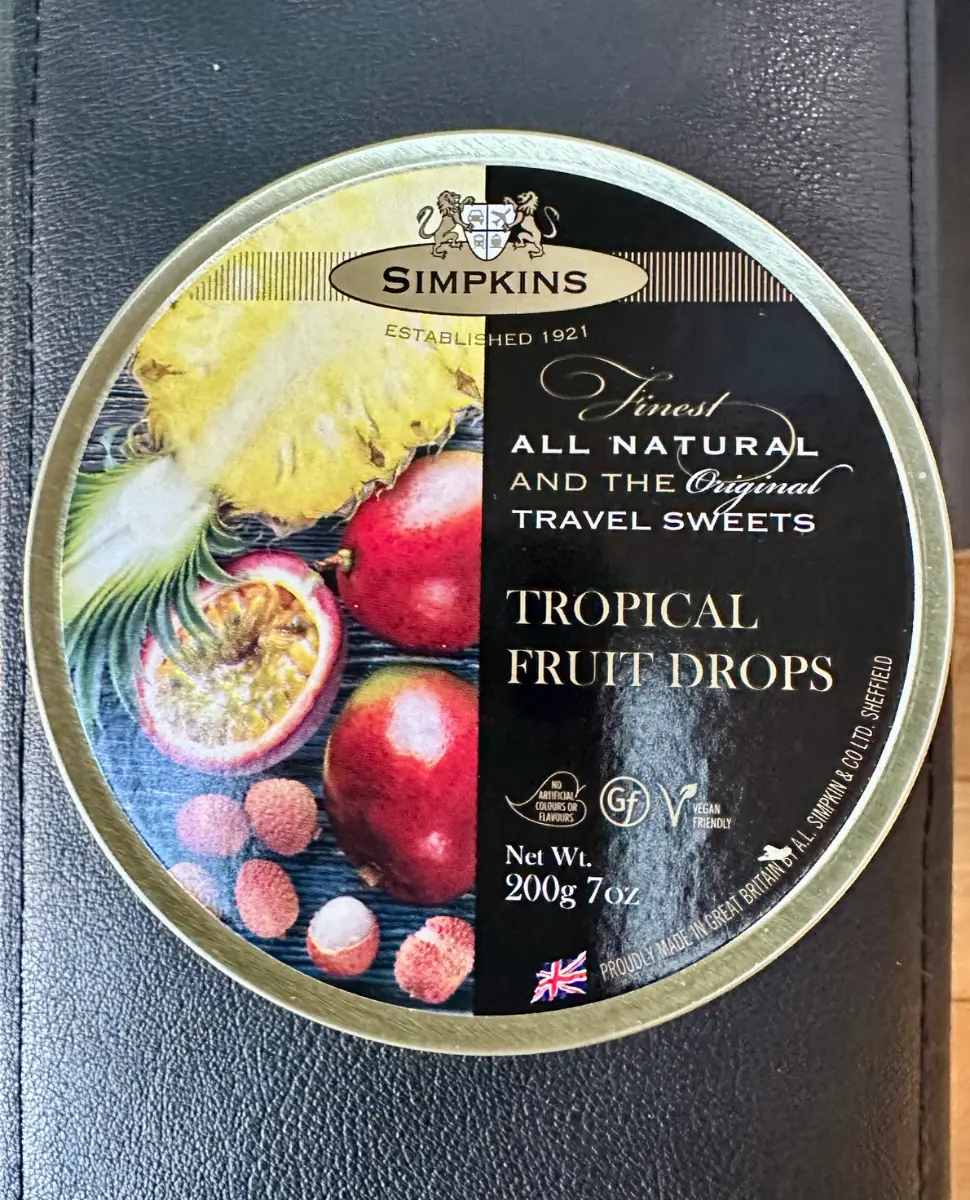 SIMPKINS
ESTABLISHED 1921
Finest
ALL NATURAL
AND THE Original
TRAVEL SWEETS
TROPICAL
FRUIT DROPS
NO
ARTIFICIAL
COLOURS OR
FLAVOURS
Gf
V VEGAN
FRIENDLY
Net Wt.
200g 7oz
PROUDLY MADE IN GREAT BRITAIN BY A.L. SIMPKIN & CO LTD. SHEFFIELD